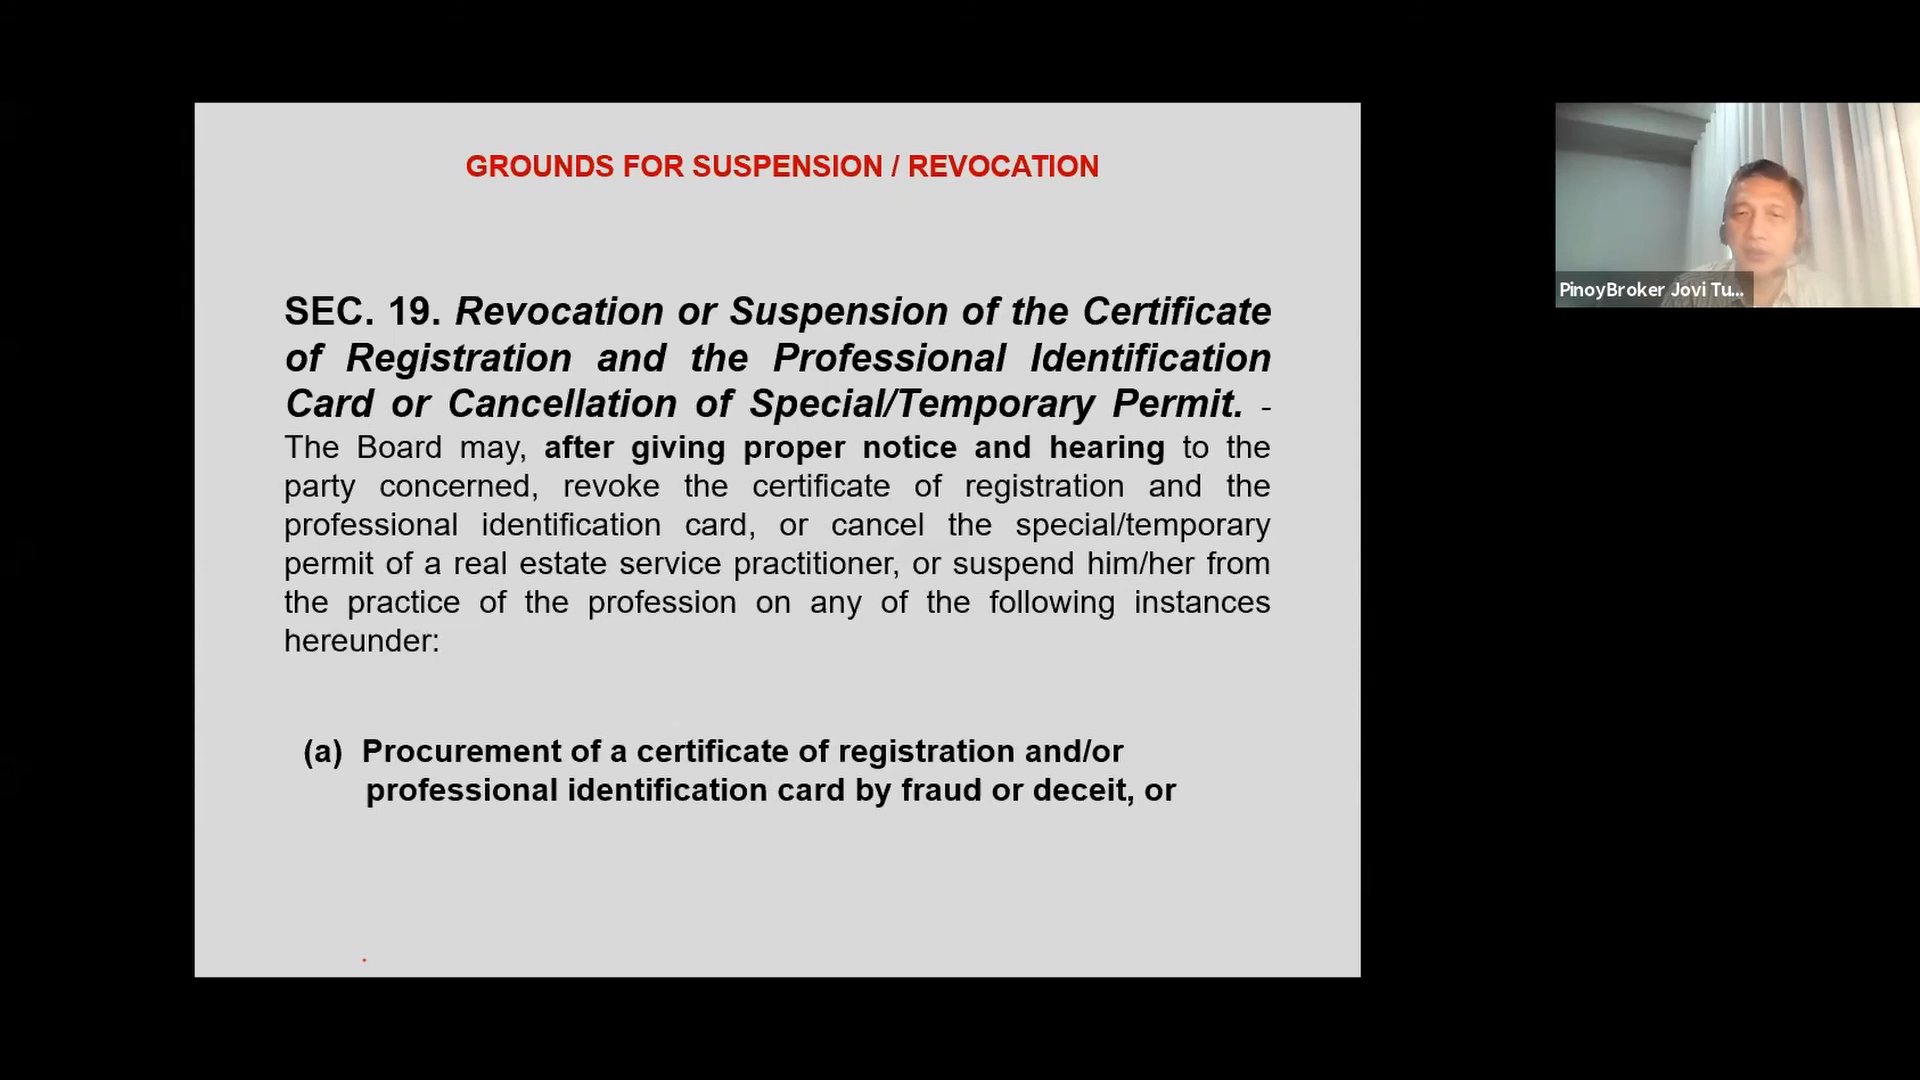 GROUNDS FOR SUSPENSION / REVOCATION
SEC. 19. Revocation or Suspension of the Certificate
of Registration and the Professional Identification
Card or Cancellation of Special/Temporary Permit. -
The Board may, after giving proper notice and hearing to the
party concerned, revoke the certificate of registration and the
professional identification card, or cancel the special/temporary
permit of a real estate service practitioner, or suspend him/her from
the practice of the profession on any of the following instances
hereunder:
(a) Procurement of a certificate of registration and/or
professional identification card by fraud or deceit, or
PinoyBroker Jovi Tu...